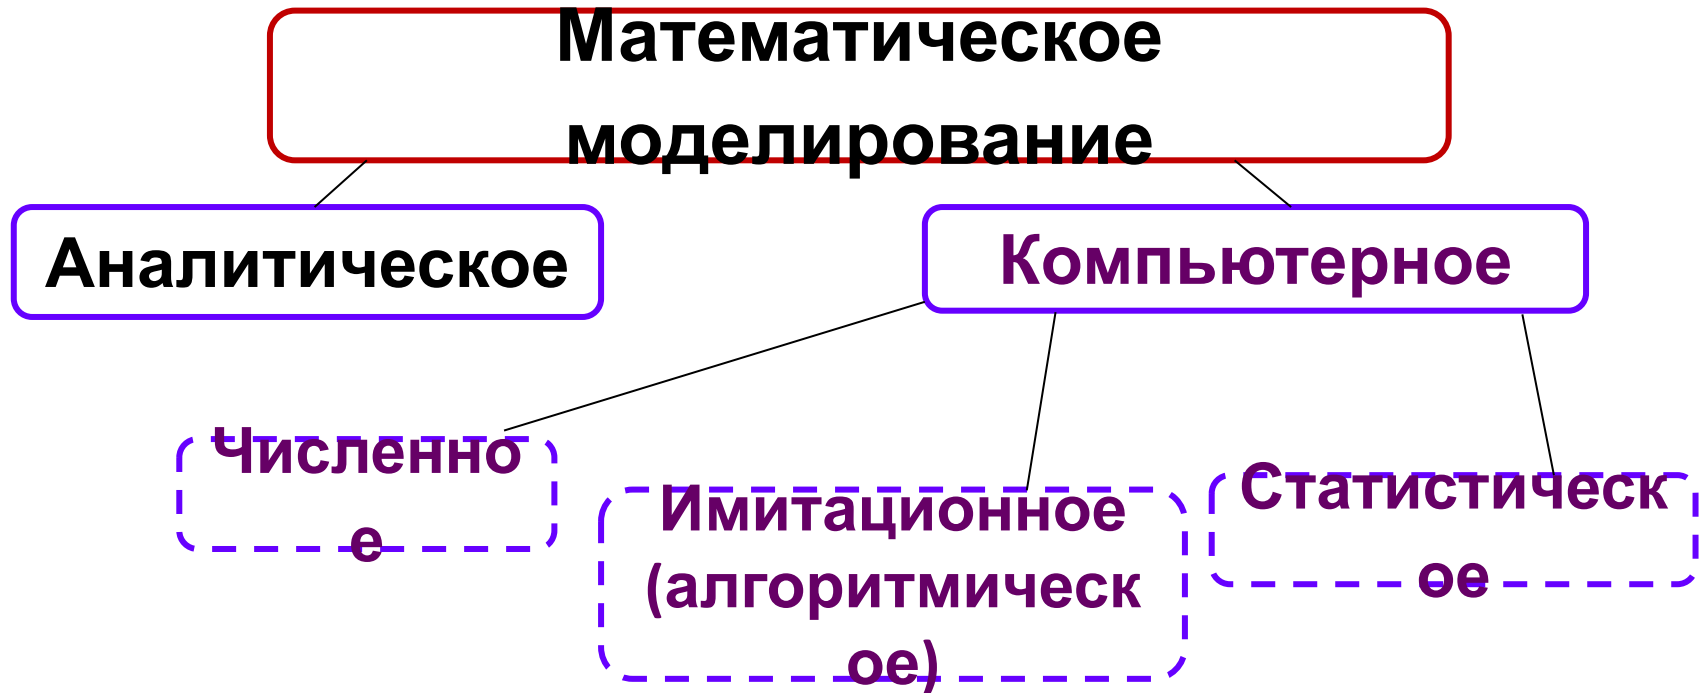 Математическое
моделирование
Аналитическое
Компьютерное
Численно
е
Имитационное
(алгоритмическ
ое)
Статистическ
ое